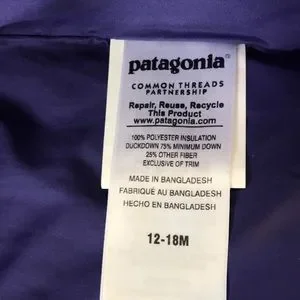 patagonia®
COMMON THREADS
PARTNERSHIP
Repair, Reuse, Recycle
This Product
www.patagonia.com
100% POLYESTER INSULATION
DUCKDOWN 75% MINIMUM DOWN
25% OTHER FIBER
EXCLUSIVE OF TRIM
MADE IN BANGLADESH
FABRIQUÉ AU BANGLADESH
HECHO EN BANGLADESH
12-18M